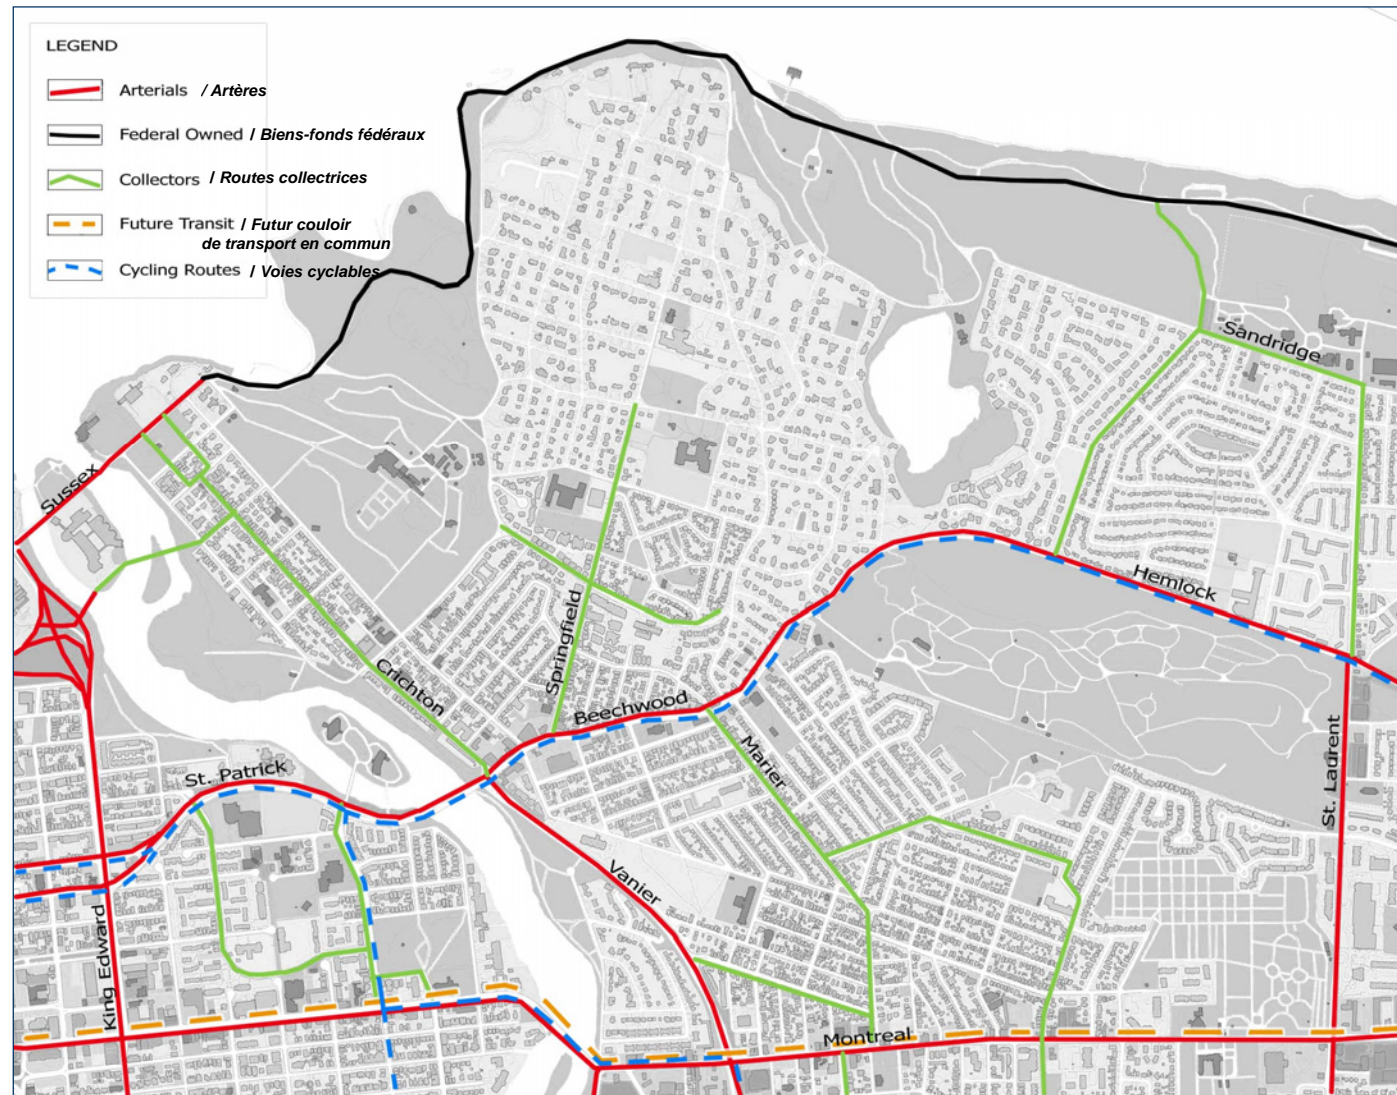 LEGEND
Arterials / Artères
Federal Owned / Biens-fonds fédéraux
Collectors / Routes collectrices
Future Transit / Futur couloir
de transport en commun
Cycling Routes / Voies cyclables
Sandridge
Sussex
Hemlock
Springfield
Crichton
Beechwood
St. Patrick
Marier
St. Laurent
Vanier
King Edward
Montreal